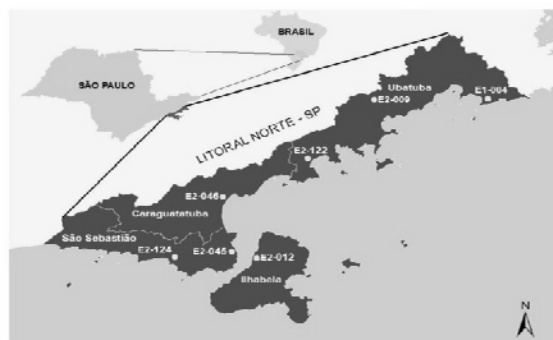 BRASIL
SÃO PAULO
LITORAL NORTE - SP
Ubatuba
E1-004
E2-009
E2-122
E2-046
Caraguatatuba
São Sebastião
E2-124
E2-045
E2-012
Ilhabela
N